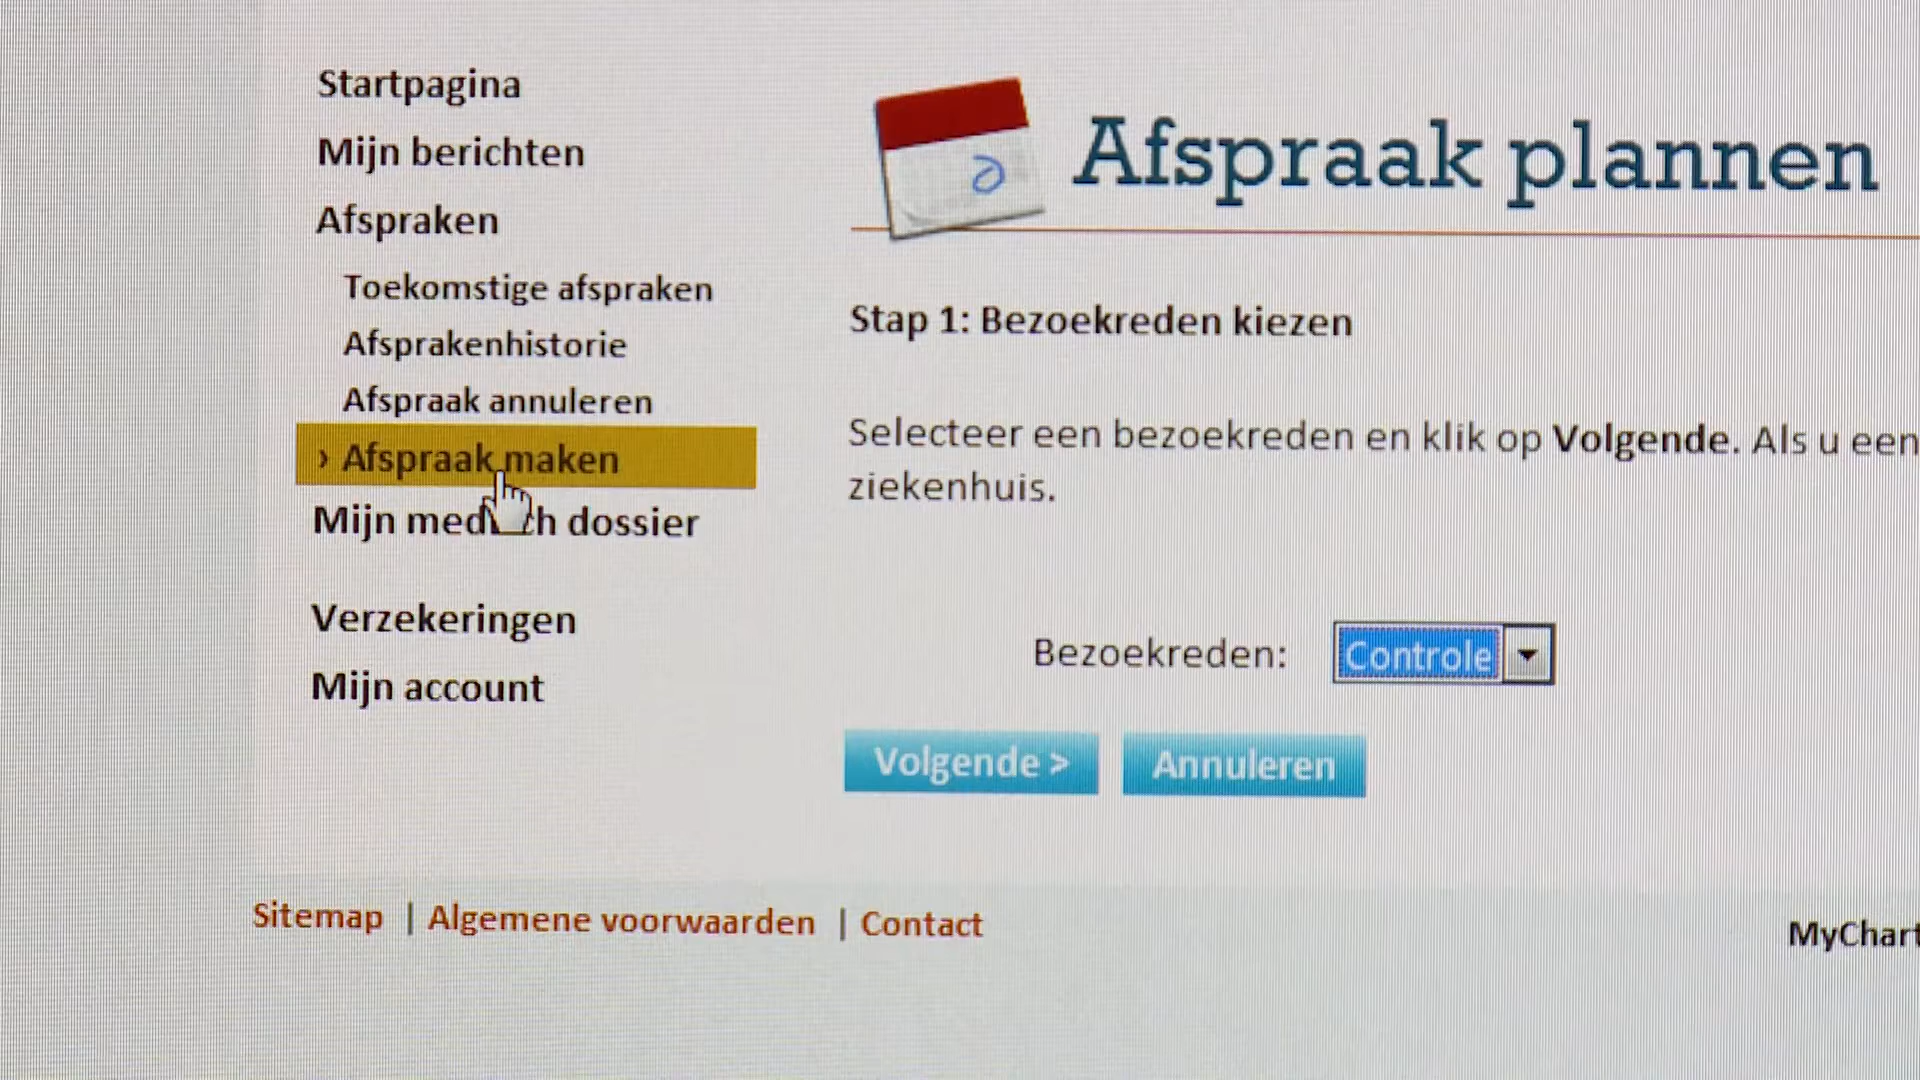 Startpagina
Mijn berichten
Afspraken
Toekomstige afspraken
Afsprakenhistorie
Afspraak annuleren
› Afspraak maken
Mijn medisch dossier
Verzekeringen
Mijn account
Afspraak plannen
Stap 1: Bezoekreden kiezen
Selecteer een bezoekreden en klik op Volgende. Als u een
ziekenhuis.
Bezoekreden: Controle
Volgende > Annuleren
Sitemap | Algemene voorwaarden | Contact
MyChart